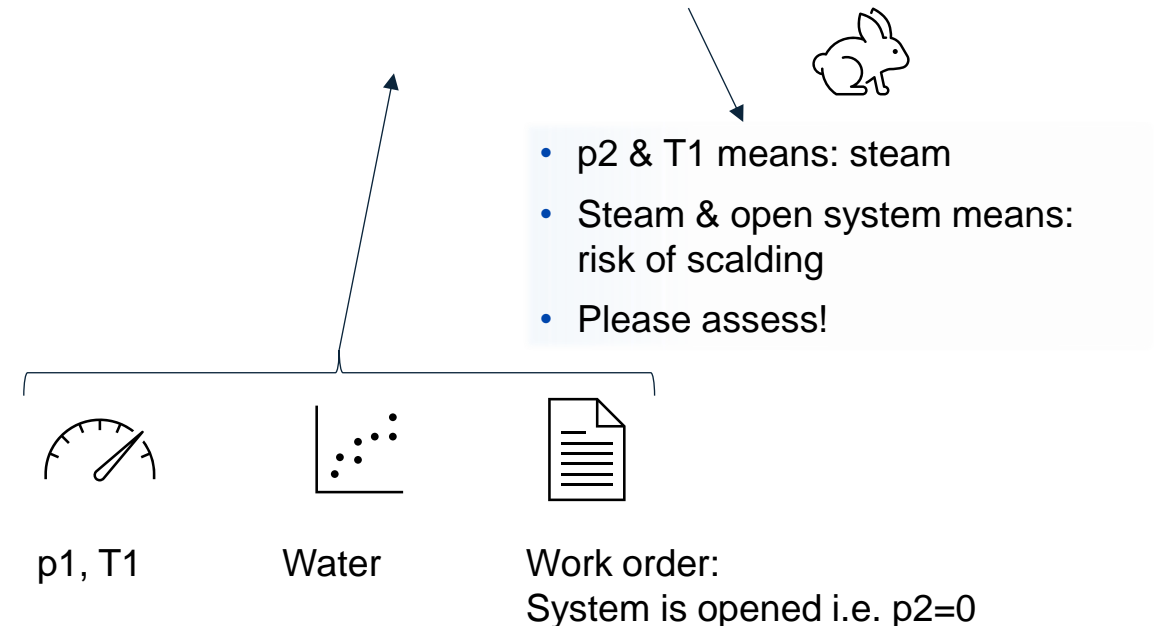 • p2 & T1 means: steam
• Steam & open system means:
risk of scalding
• Please assess!
p1, T1
Water
Work order:
System is opened i.e. p2=0